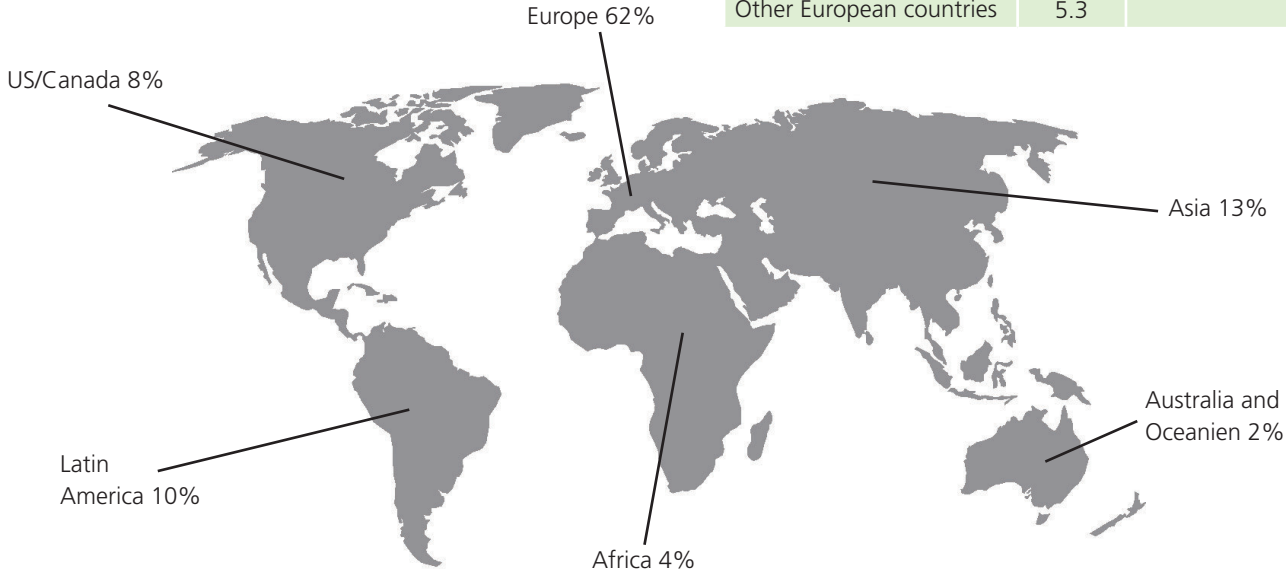 Other European countries 5.3
Europe 62%
US/Canada 8%
Asia 13%
Australia and
Oceanien 2%
Latin
America 10%
Africa 4%